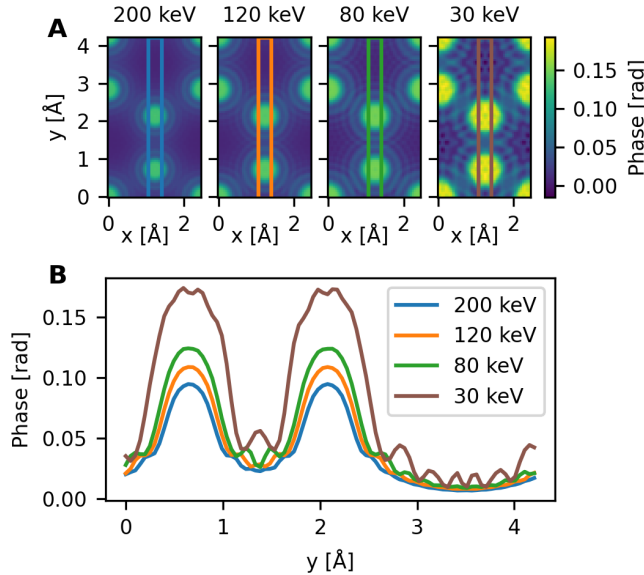 A
200 keV 120 keV 80 keV 30 keV
4
3
2
1
0
y [Å]
0 2 0 2 0 2 0 2
x [Å] x [Å] x [Å] x [Å]
0.15
0.10
0.05
0.00
Phase [rad]
B
0.15
0.10
0.05
0.00
Phase [rad]
200 keV
120 keV
80 keV
30 keV
0 1 2 3 4
y [Å]